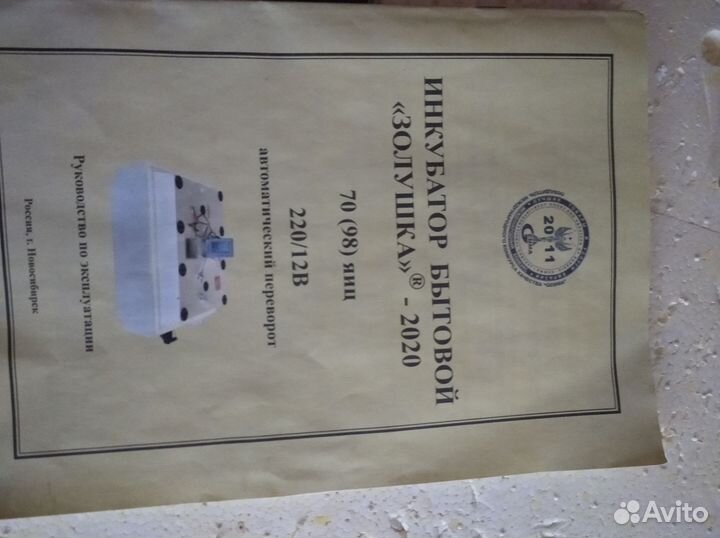 2011
ИНКУБАТОР БЫТОВОЙ
«ЗОЛУШКА»® - 2020
70 (98) яиц
220/12В
автоматический переворот
Руководство по эксплуатации
Россия, г. Новосибирск
Avito